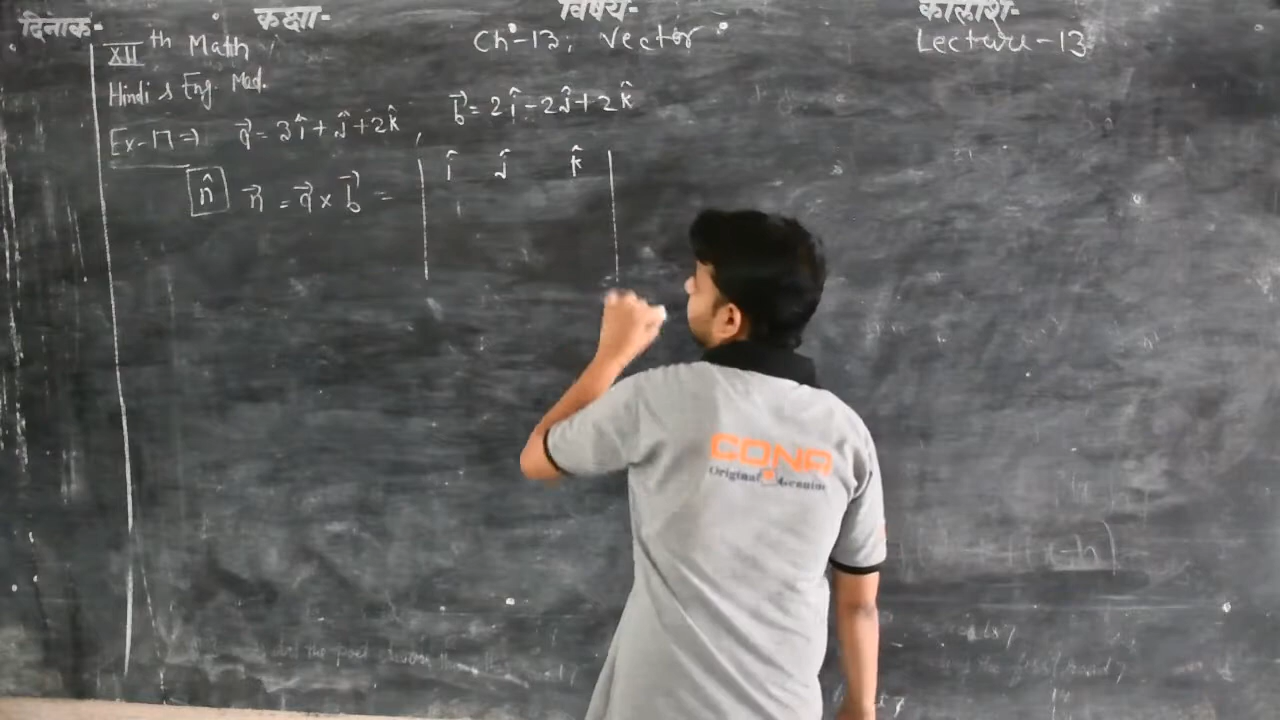 दिनाक- कक्षा- विषय- कालांश-
XII th Math Ch-13, Vector Lecture-13
Hindi & Eng. Med.
Ex-17=> a⃗ = 3î + ĵ + 2k̂ , b⃗ = 2î - 2ĵ + 2k̂
n̂ n⃗ = a⃗ × b⃗ = | î ĵ k̂ |
CONA
Original Genuine